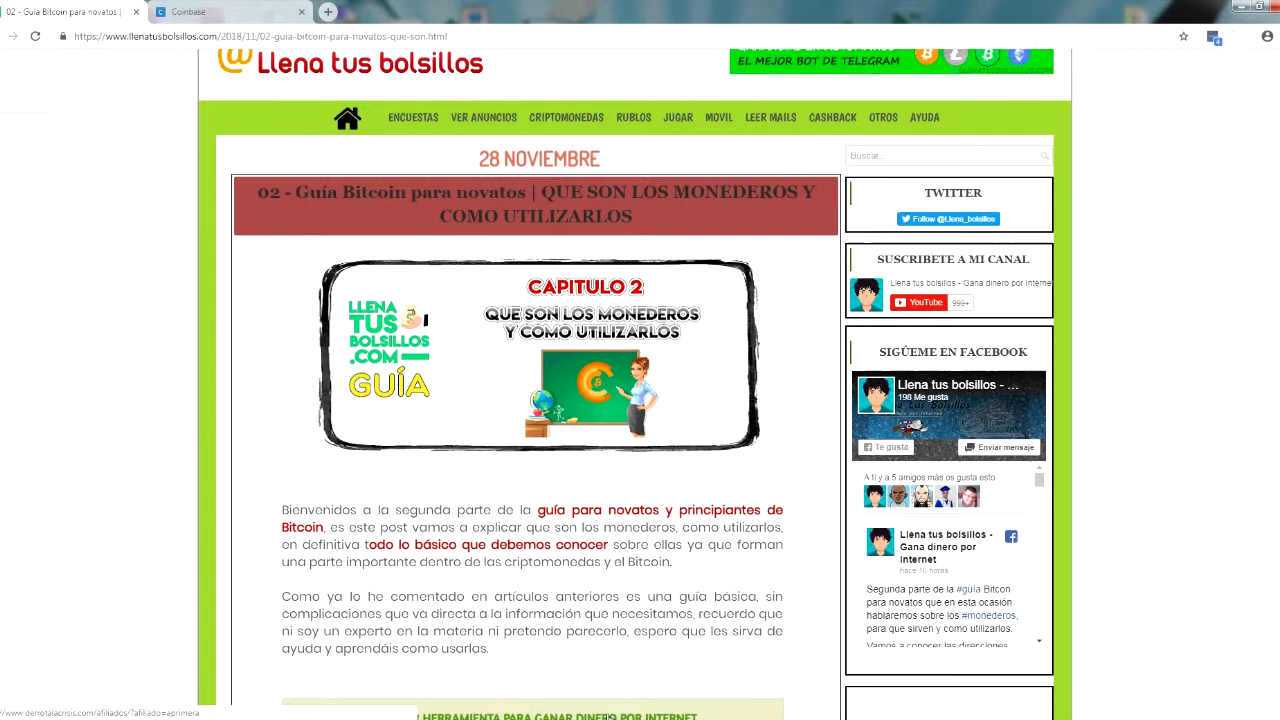 02 - Guía Bitcoin para novatos |
Coinbase
https://www.llenatusbolsillos.com/2018/11/02-guia-bitcoin-para-novatos-que-son.html
@ Llena tus bolsillos
EL MEJOR BOT DE TELEGRAM
ENCUESTAS VER ANUNCIOS CRIPTOMONEDAS RUBLOS JUGAR MOVIL LEER MAILS CASHBACK OTROS AYUDA
28 NOVIEMBRE
02 - Guía Bitcoin para novatos | QUE SON LOS MONEDEROS Y
COMO UTILIZARLOS
CAPITULO 2
QUE SON LOS MONEDEROS
Y COMO UTILIZARLOS
LLENA
TUS
BOLSILLOS
.COM
GUÍA
Bienvenidos a la segunda parte de la guía para novatos y principiantes de
Bitcoin, es este post vamos a explicar que son los monederos, como utilizarlos,
en definitiva todo lo básico que debemos conocer sobre ellas ya que forman
una parte importante dentro de las criptomonedas y el Bitcoin.
Como ya lo he comentado en artículos anteriores es una guía básica, sin
complicaciones que va directa a la información que necesitamos, recuerdo que
ni soy un experto en la materia ni pretendo parecerlo, espero que les sirva de
ayuda y aprendáis como usarlas.
HERRAMIENTA PARA GANAR DINERO POR INTERNET
Buscar...
TWITTER
Follow @Llena_bolsillos
SUSCRIBETE A MI CANAL
Llena tus bolsillos - Gana dinero por Interne
YouTube 999+
SIGÚEME EN FACEBOOK
Llena tus bolsillos - ...
198 Me gusta
Te gusta
Enviar mensaje
A ti y a 5 amigos más os gusta esto
Llena tus bolsillos -
Gana dinero por
internet
hace 16 horas
Segunda parte de la #guía Bitcon
para novatos que en esta ocasión
hablaremos sobre los #monederos,
para que sirven y como utilizarlos.
Vamos a conocer las direcciones
//www.derrotalacrisis.com/afiliados/?afiliado=aprimera